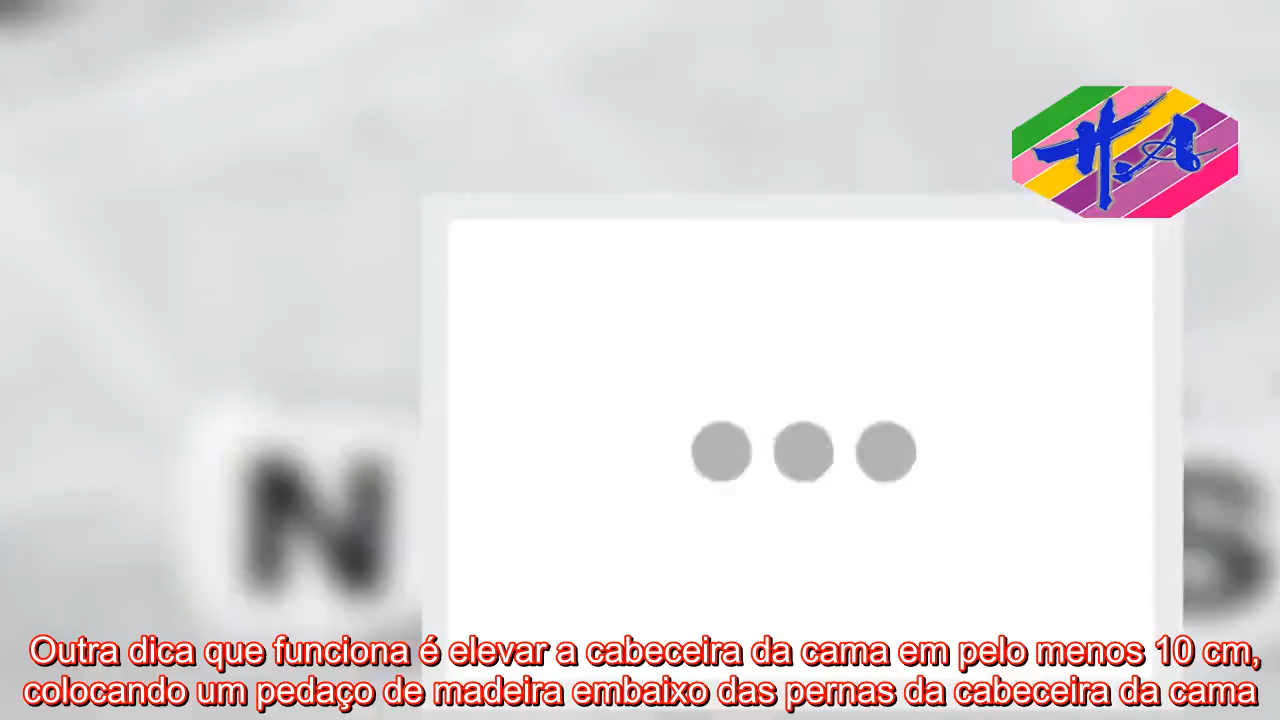 H.A
N
S
Outra dica que funciona é elevar a cabeceira da cama em pelo menos 10 cm,
colocando um pedaço de madeira embaixo das pernas da cabeceira da cama